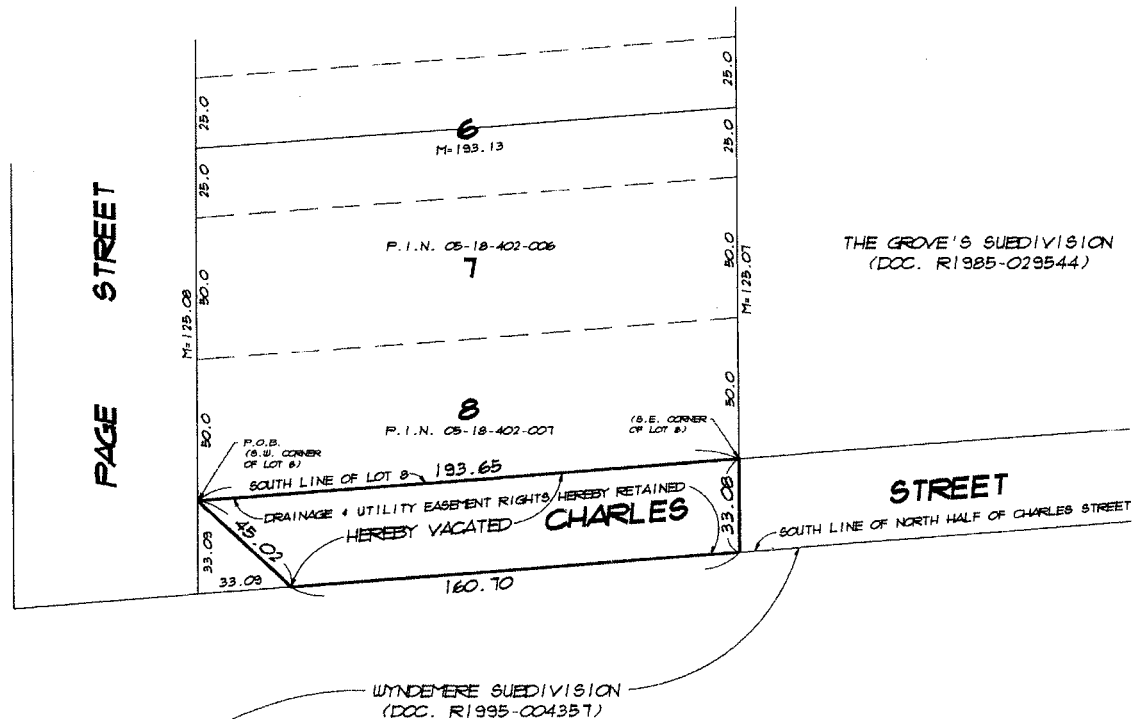 25.0
25.0
25.0
25.0
6
M=193.13
PAGE STREET
P.I.N. 05-18-402-006
7
THE GROVE'S SUBDIVISION
(DOC. R1985-029544)
50.0
M=125.08
50.0
M=125.07
50.0
50.0
8
P.I.N. 05-18-402-007
P.O.B.
(S.W. CORNER
OF LOT 8)
(S.E. CORNER
OF LOT 8)
SOUTH LINE OF LOT 8
193.65
DRAINAGE & UTILITY EASEMENT RIGHTS HEREBY RETAINED
HEREBY VACATED
CHARLES
STREET
SOUTH LINE OF NORTH HALF OF CHARLES STREET
33.09
45.02
33.08
33.09
160.70
WYNDEMERE SUBDIVISION
(DOC. R1995-004357)